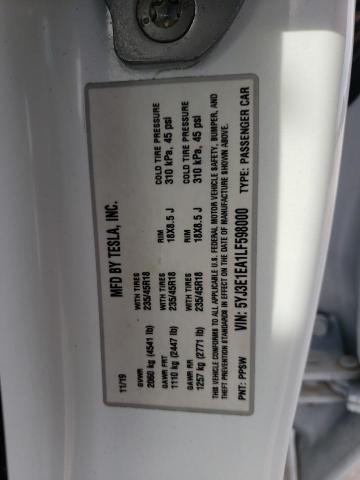 MFD BY TESLA, INC.
11/19
GVWR
2060 kg (4541 lb)
WITH TIRES
235/45R18
RIM
18X8.5 J
COLD TIRE PRESSURE
310 kPa, 45 psi
GAWR FRT
1110 kg (2447 lb)
WITH TIRES
235/45R18
RIM
18X8.5 J
COLD TIRE PRESSURE
310 kPa, 45 psi
GAWR RR
1257 kg (2771 lb)
WITH TIRES
235/45R18
THIS VEHICLE CONFORMS TO ALL APPLICABLE U.S. FEDERAL MOTOR VEHICLE SAFETY, BUMPER, AND
THEFT PREVENTION STANDARDS IN EFFECT ON THE DATE OF MANUFACTURE SHOWN ABOVE.
PNT: PPSW VIN: 5YJ3E1EA1LF598000 TYPE: PASSENGER CAR